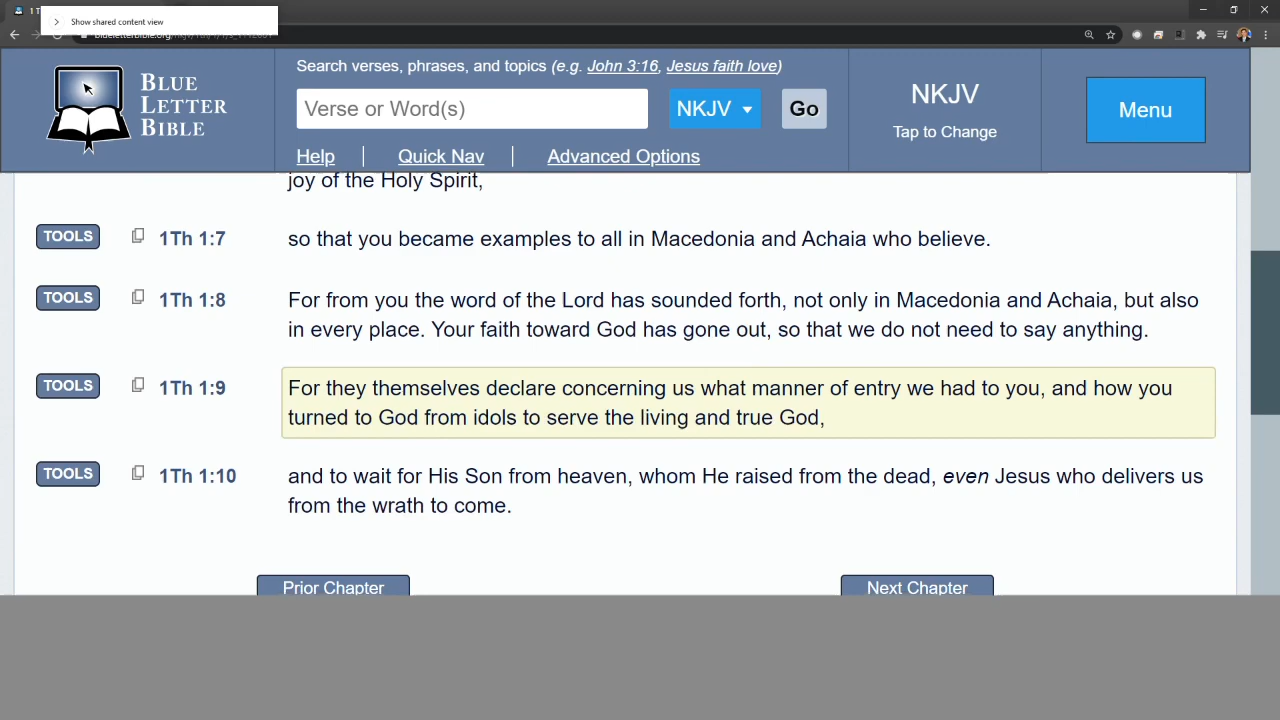 1 T
Show shared content view
BLUE
LETTER
BIBLE
Search verses, phrases, and topics (e.g. John 3:16, Jesus faith love)
Verse or Word(s)
NKJV
Go
Help
Quick Nav
Advanced Options
NKJV
Tap to Change
Menu
joy of the Holy Spirit,
TOOLS 1Th 1:7 so that you became examples to all in Macedonia and Achaia who believe.
TOOLS 1Th 1:8 For from you the word of the Lord has sounded forth, not only in Macedonia and Achaia, but also
in every place. Your faith toward God has gone out, so that we do not need to say anything.
TOOLS 1Th 1:9 For they themselves declare concerning us what manner of entry we had to you, and how you
turned to God from idols to serve the living and true God,
TOOLS 1Th 1:10 and to wait for His Son from heaven, whom He raised from the dead, even Jesus who delivers us
from the wrath to come.
Prior Chapter
Next Chapter